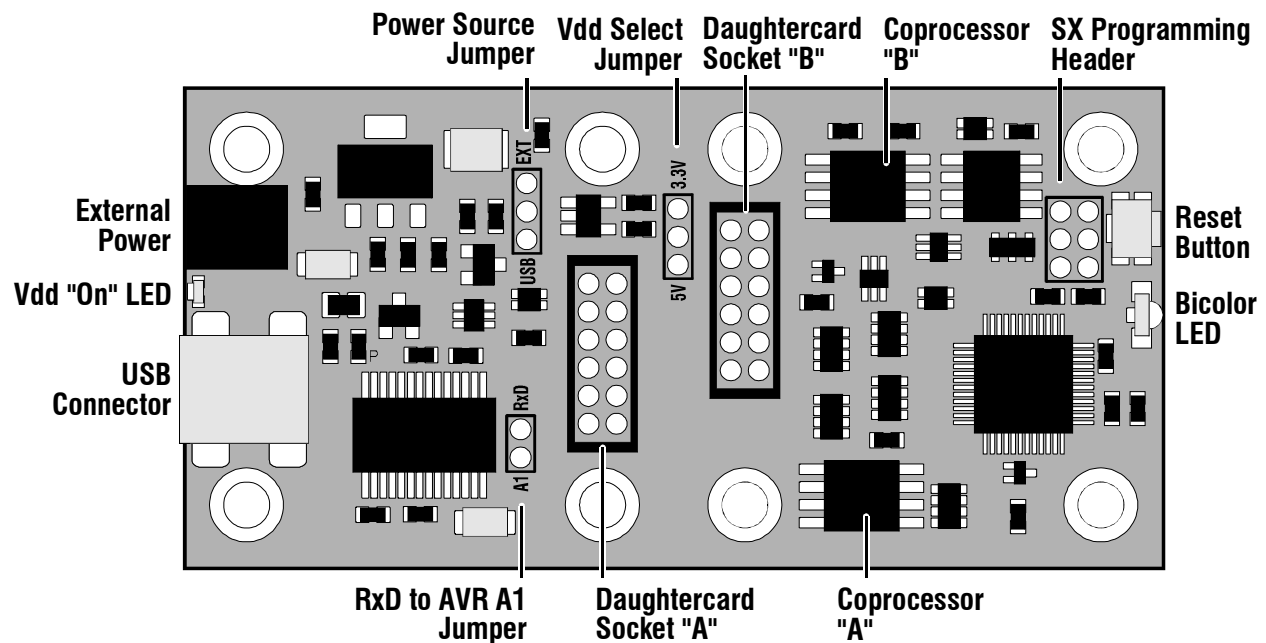 Power Source
Jumper
Vdd Select
Jumper
Daughtercard
Socket "B"
Coprocessor
"B"
SX Programming
Header
EXT
USB
3.3V
5V
External
Power
Vdd "On" LED
USB
Connector
Reset
Button
Bicolor
LED
P
RxD
A1
RxD to AVR A1
Jumper
Daughtercard
Socket "A"
Coprocessor
"A"